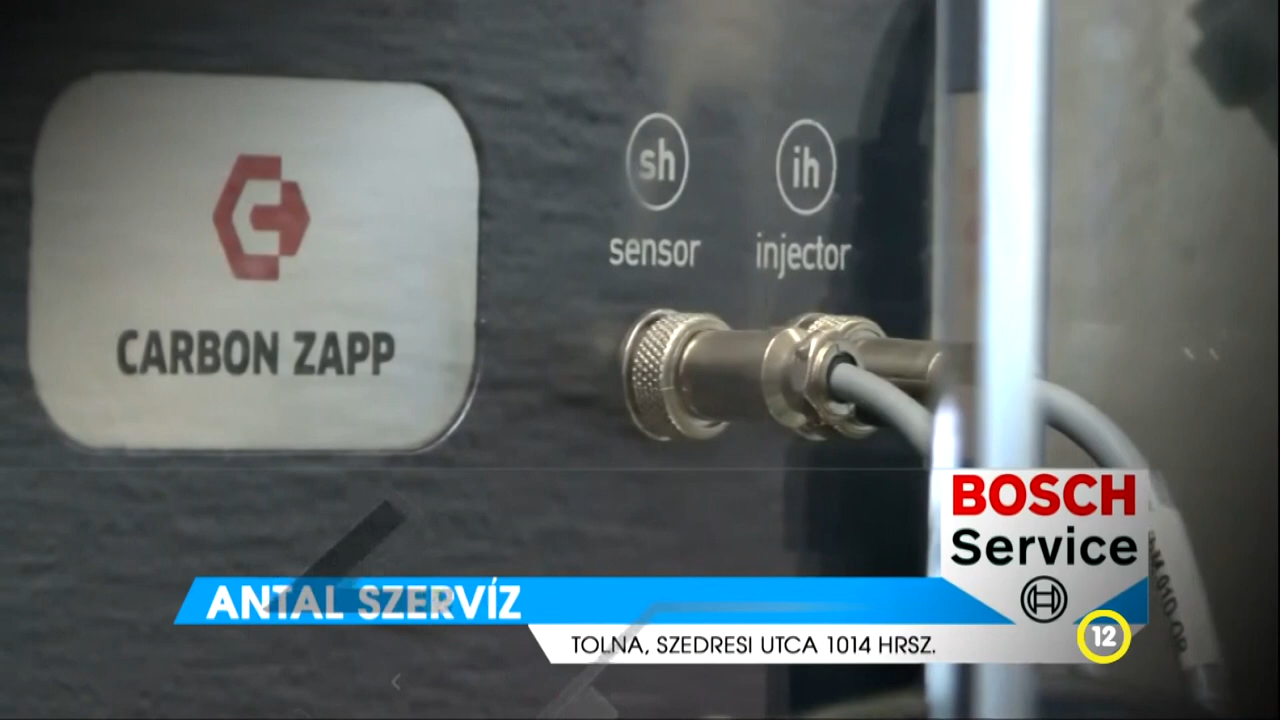 sh
ih
sensor
injector
CARBON ZAPP
BOSCH
Service
ANTAL SZERVÍZ
TOLNA, SZEDRESI UTCA 1014 HRSZ.
12